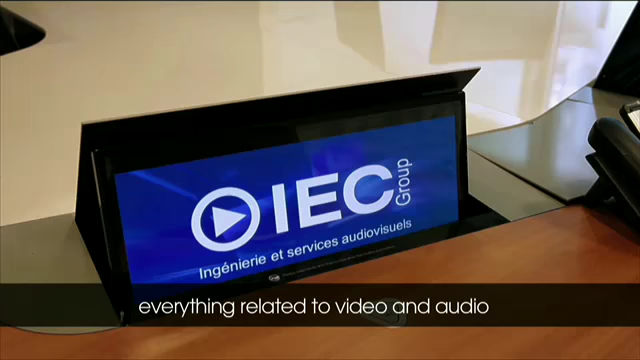 IEC
Group
Ingénierie et services audiovisuels
everything related to video and audio